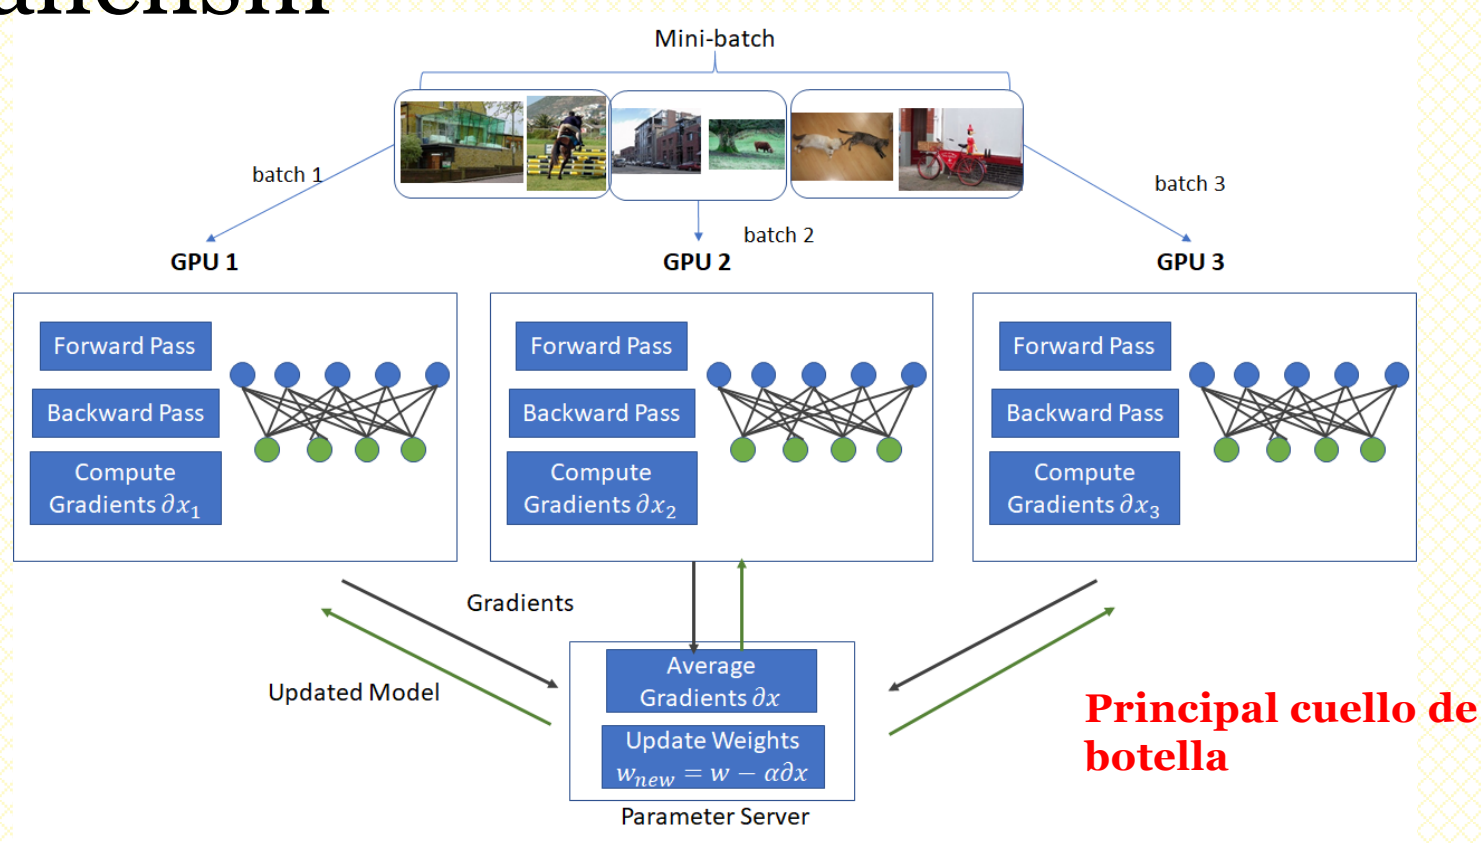 Mini-batch
batch 1
batch 2
batch 3
GPU 1
GPU 2
GPU 3
Forward Pass
Backward Pass
Compute
Gradients ∂x₁
Forward Pass
Backward Pass
Compute
Gradients ∂x₂
Forward Pass
Backward Pass
Compute
Gradients ∂x₃
Gradients
Updated Model
Average
Gradients ∂x
Update Weights
wₙₑw = w − α∂x
Parameter Server
Principal cuello de
botella